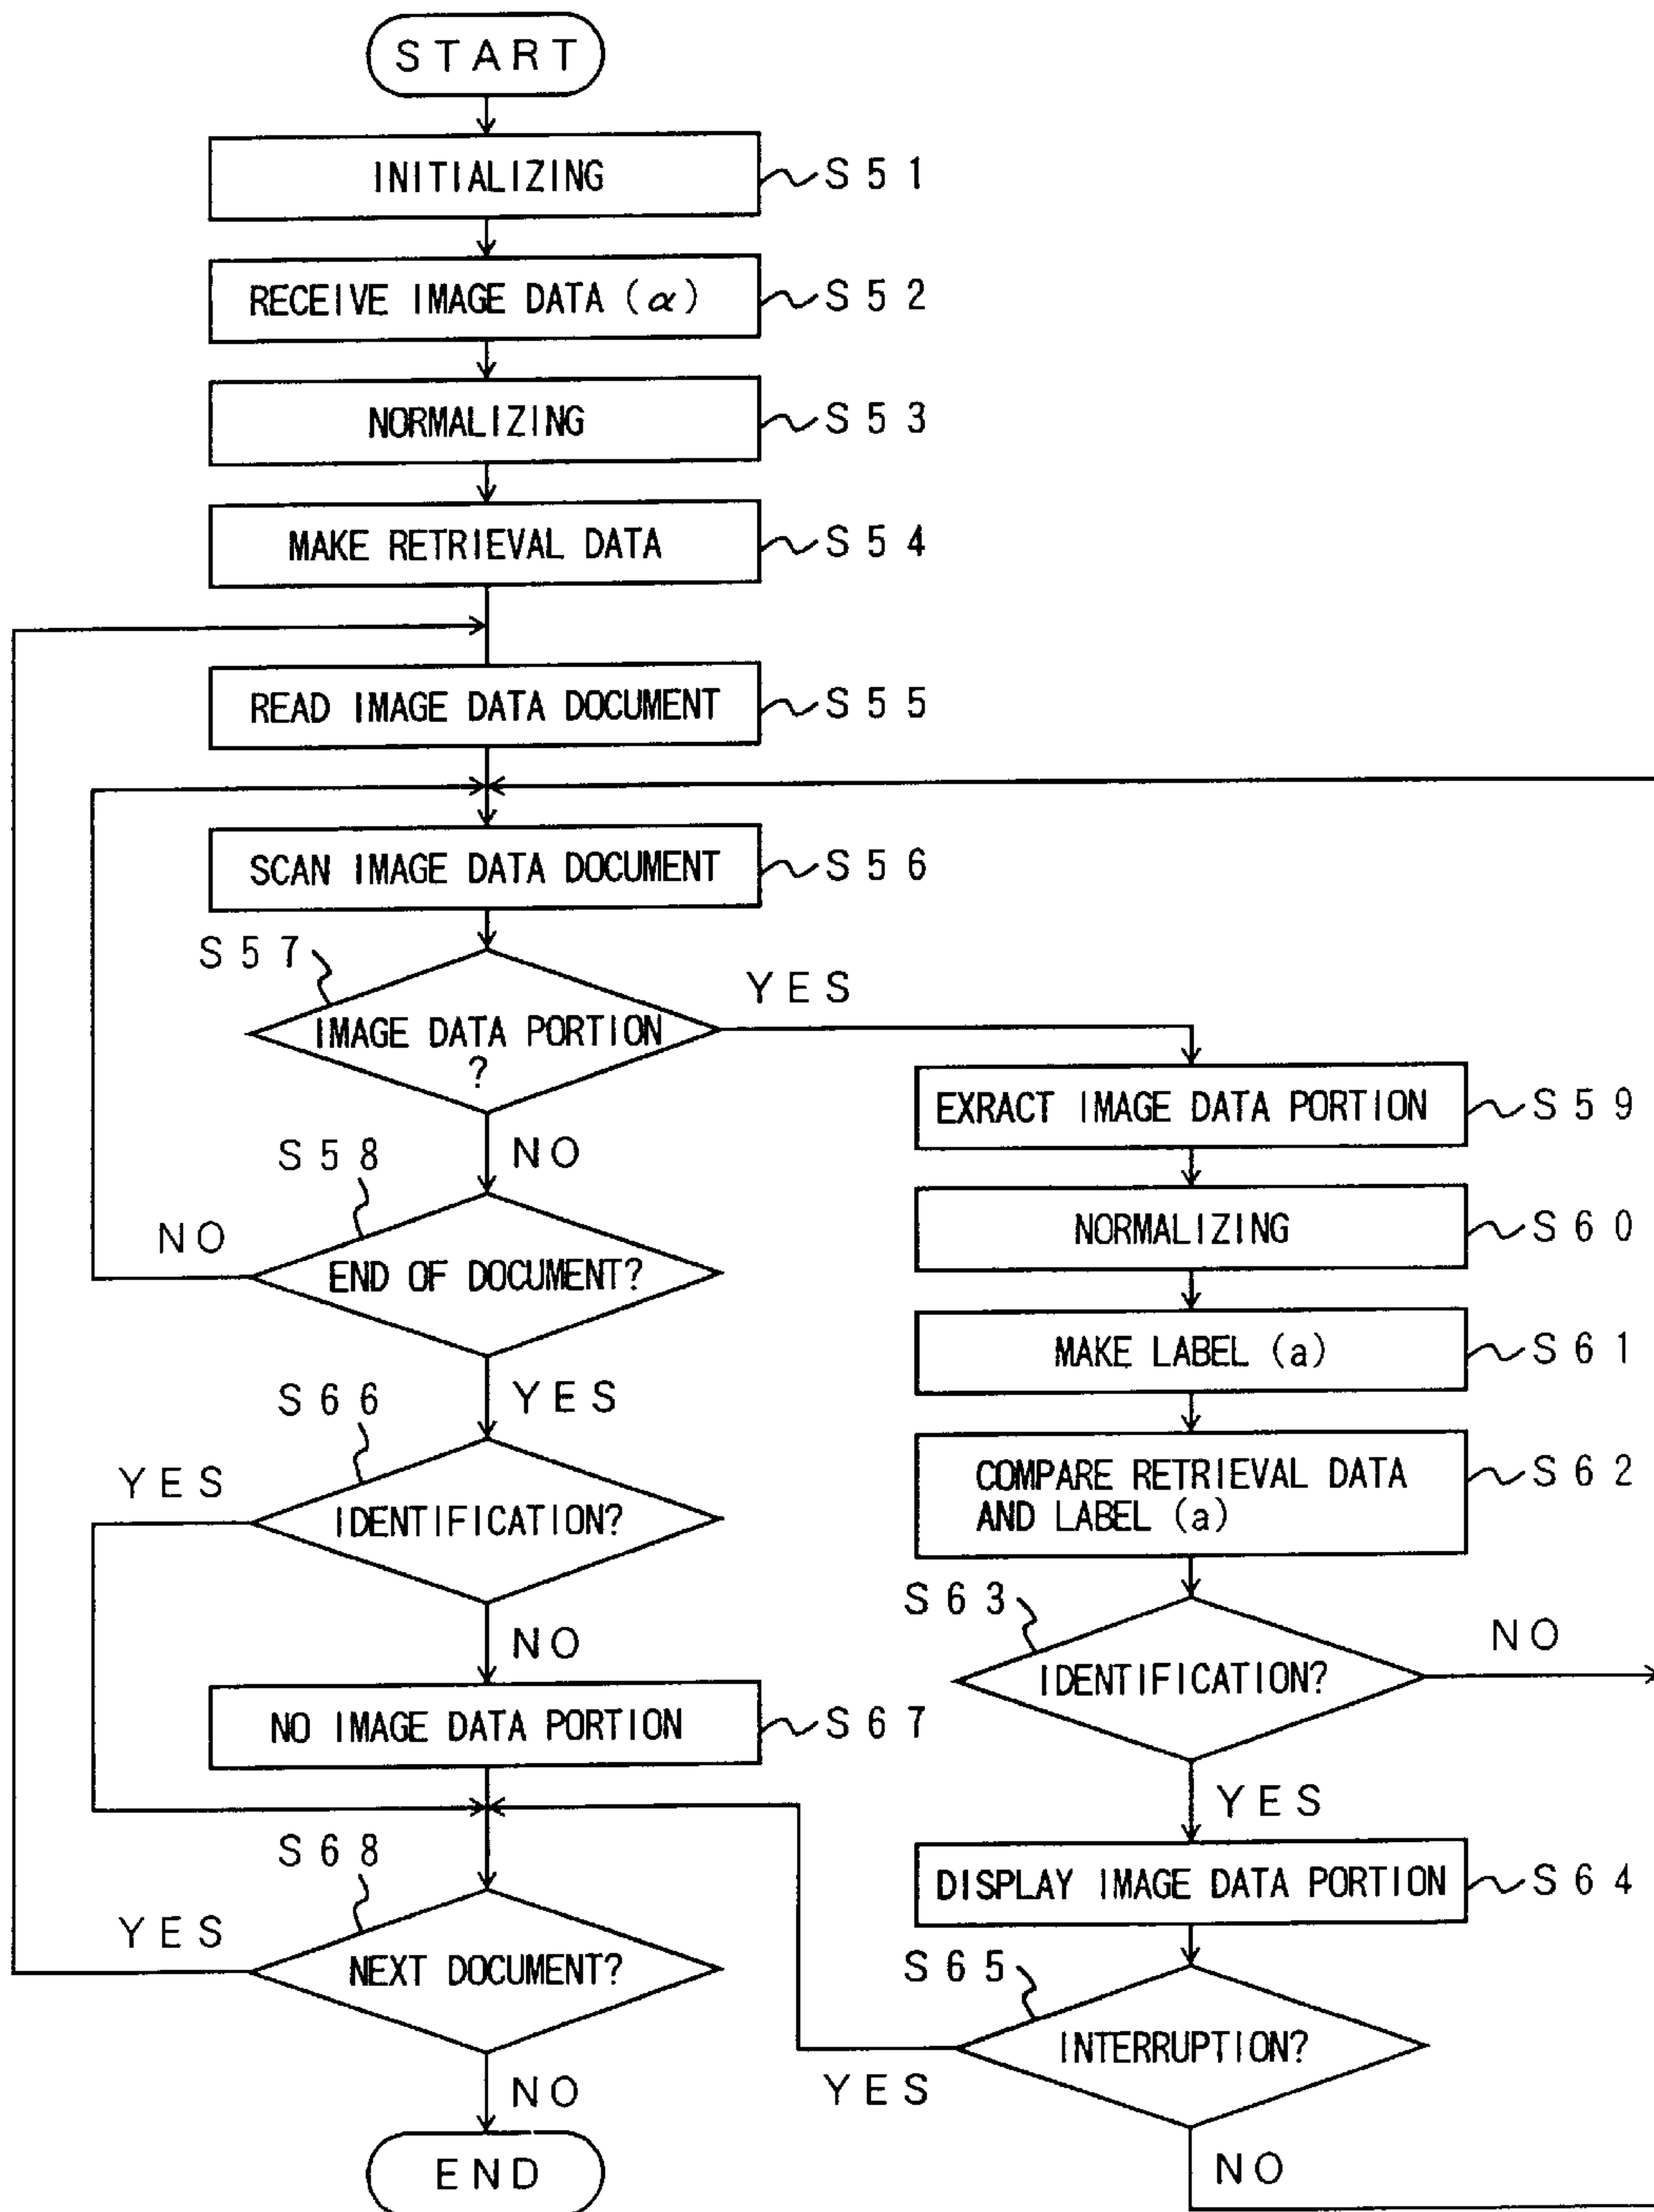 START
INITIALIZING
S51
RECEIVE IMAGE DATA (α)
S52
NORMALIZING
S53
MAKE RETRIEVAL DATA
S54
READ IMAGE DATA DOCUMENT
S55
SCAN IMAGE DATA DOCUMENT
S56
S57
IMAGE DATA PORTION
?
YES
NO
S58
END OF DOCUMENT?
NO
YES
EXRACT IMAGE DATA PORTION
S59
NORMALIZING
S60
MAKE LABEL (a)
S61
COMPARE RETRIEVAL DATA
AND LABEL (a)
S62
S63
IDENTIFICATION?
NO
YES
DISPLAY IMAGE DATA PORTION
S64
S65
INTERRUPTION?
YES
NO
S66
IDENTIFICATION?
YES
NO
NO IMAGE DATA PORTION
S67
S68
NEXT DOCUMENT?
YES
NO
END